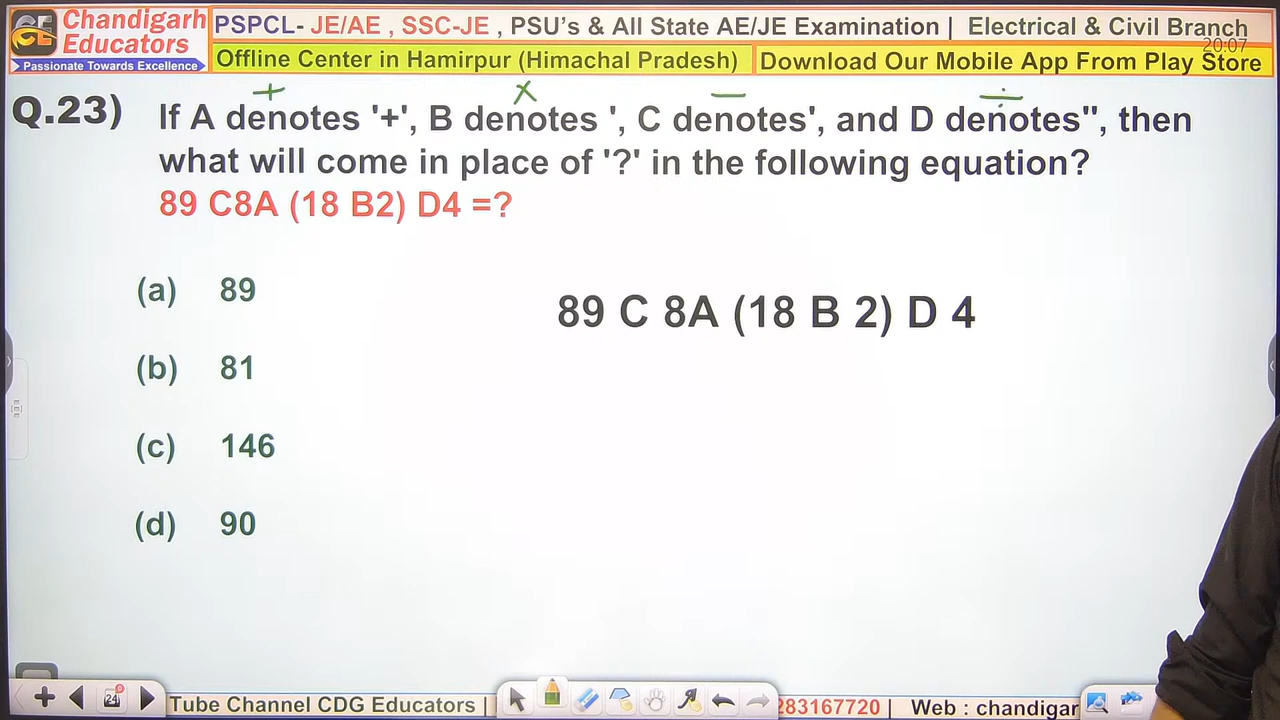 Chandigarh
Educators
Passionate Towards Excellence
PSPCL- JE/AE , SSC-JE , PSU's & All State AE/JE Examination | Electrical & Civil Branch
20:07
Offline Center in Hamirpur (Himachal Pradesh) Download Our Mobile App From Play Store
+ × − ÷
Q.23) If A denotes '+', B denotes ', C denotes', and D denotes'', then
what will come in place of '?' in the following equation?
89 C8A (18 B2) D4 =?
(a) 89
89 C 8A (18 B 2) D 4
(b) 81
(c) 146
(d) 90
24
Tube Channel CDG Educators |
283167720 | Web : chandigar